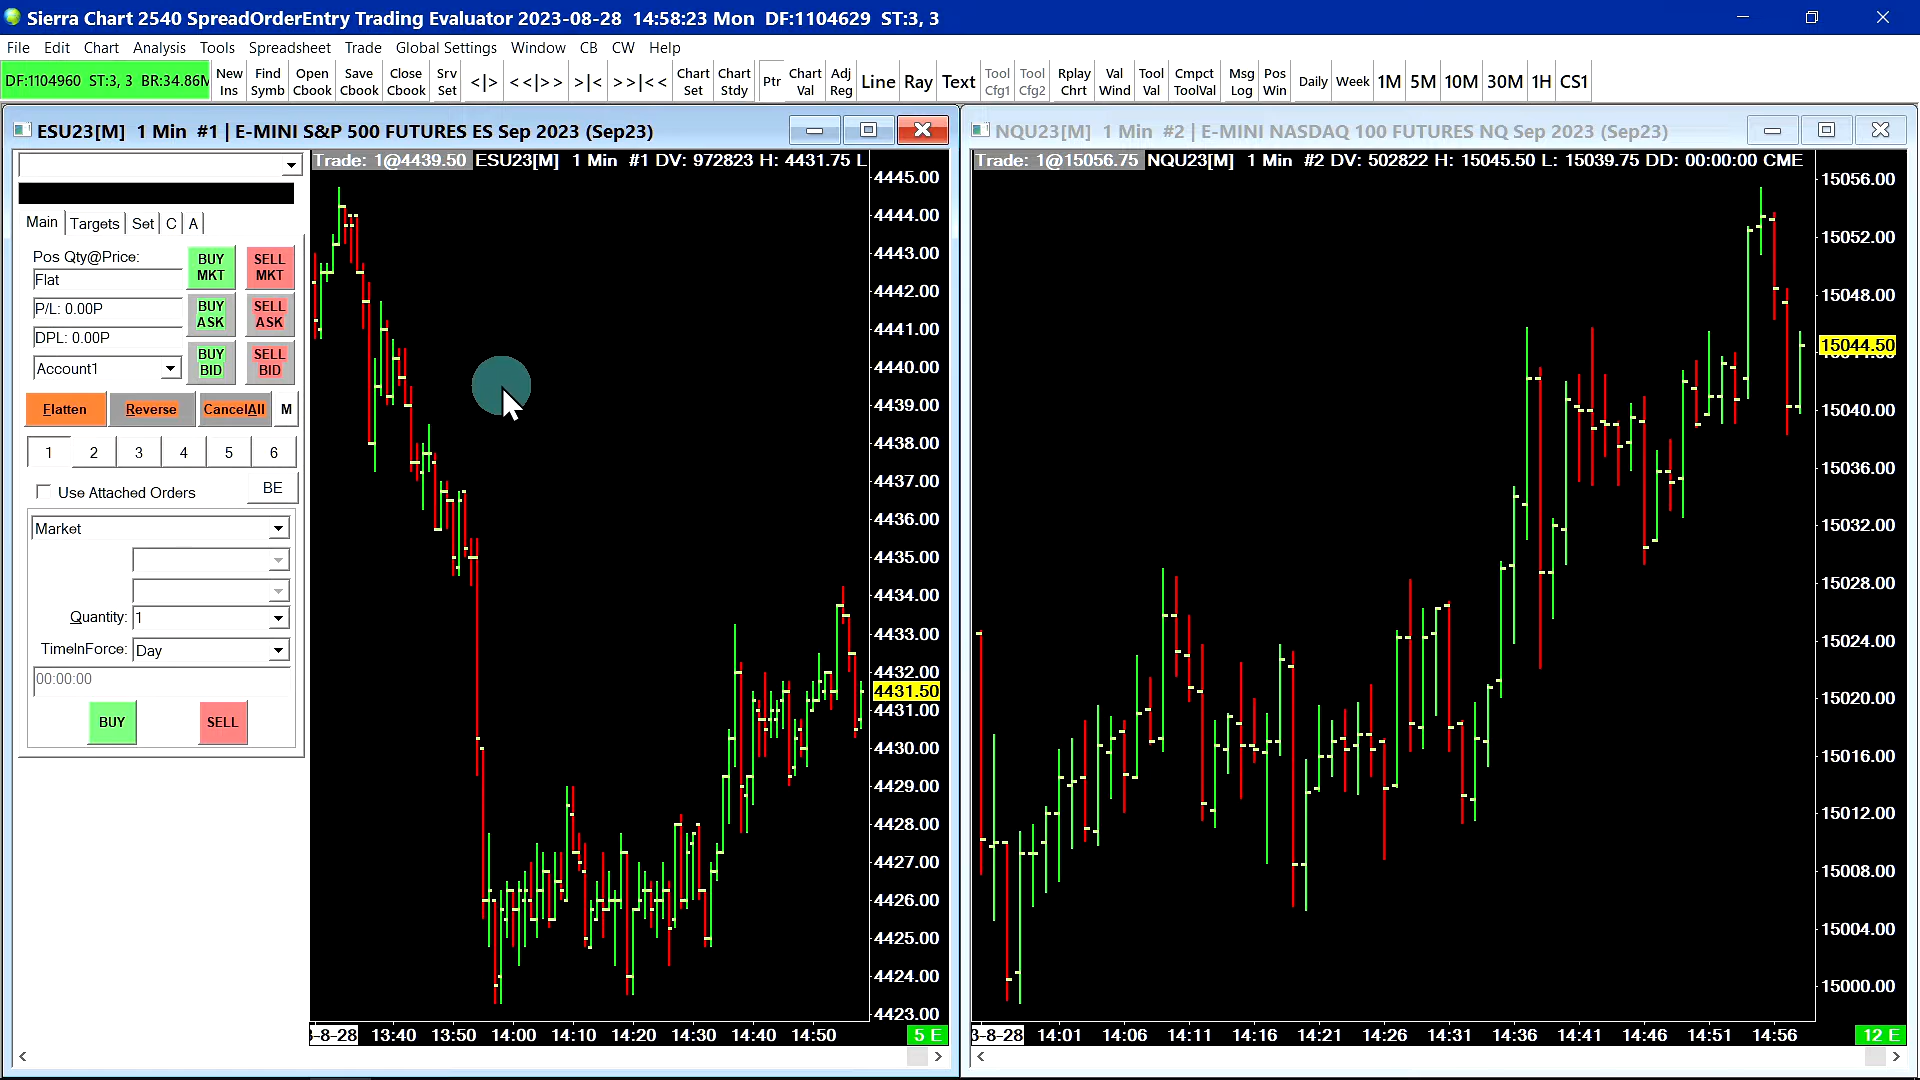 Sierra Chart 2540 SpreadOrderEntry Trading Evaluator 2023-08-28 14:58:23 Mon DF:1104629 ST:3, 3
File Edit Chart Analysis Tools Spreadsheet Trade Global Settings Window CB CW Help
DF:1104960 ST:3, 3 BR:34.86M
New Ins
Find Symb
Open Cbook
Save Cbook
Close Cbook
Srv Set
<|>
<<|>>
>|<
>>|<<
Chart Set
Chart Stdy
Ptr
Chart Val
Adj Reg
Line
Ray
Text
Tool Cfg1
Tool Cfg2
Rplay Chrt
Val Wind
Tool Val
Cmpct ToolVal
Msg Log
Pos Win
Daily
Week
1M
5M
10M
30M
1H
CS1
ESU23[M] 1 Min #1 | E-MINI S&P 500 FUTURES ES Sep 2023 (Sep23)
Main Targets Set C A
Pos Qty@Price:
Flat
P/L: 0.00P
DPL: 0.00P
Account1
BUY MKT
SELL MKT
BUY ASK
SELL ASK
BUY BID
SELL BID
Flatten
Reverse
CancelAll
M
1 2 3 4 5 6
Use Attached Orders
BE
Market
Quantity: 1
TimeInForce: Day
00:00:00
BUY
SELL
Trade: 1@4439.50 ESU23[M] 1 Min #1 DV: 972823 H: 4431.75 L
4445.00
4444.00
4443.00
4442.00
4441.00
4440.00
4439.00
4438.00
4437.00
4436.00
4435.00
4434.00
4433.00
4432.00
4431.50
4431.00
4430.00
4429.00
4428.00
4427.00
4426.00
4425.00
4424.00
4423.00
3-8-28 13:40 13:50 14:00 14:10 14:20 14:30 14:40 14:50
5 E
NQU23[M] 1 Min #2 | E-MINI NASDAQ 100 FUTURES NQ Sep 2023 (Sep23)
Trade: 1@15056.75 NQU23[M] 1 Min #2 DV: 502822 H: 15045.50 L: 15039.75 DD: 00:00:00 CME
15056.00
15052.00
15048.00
15044.50
15040.00
15036.00
15032.00
15028.00
15024.00
15020.00
15016.00
15012.00
15008.00
15004.00
15000.00
3-8-28 14:01 14:06 14:11 14:16 14:21 14:26 14:31 14:36 14:41 14:46 14:51 14:56
12 E